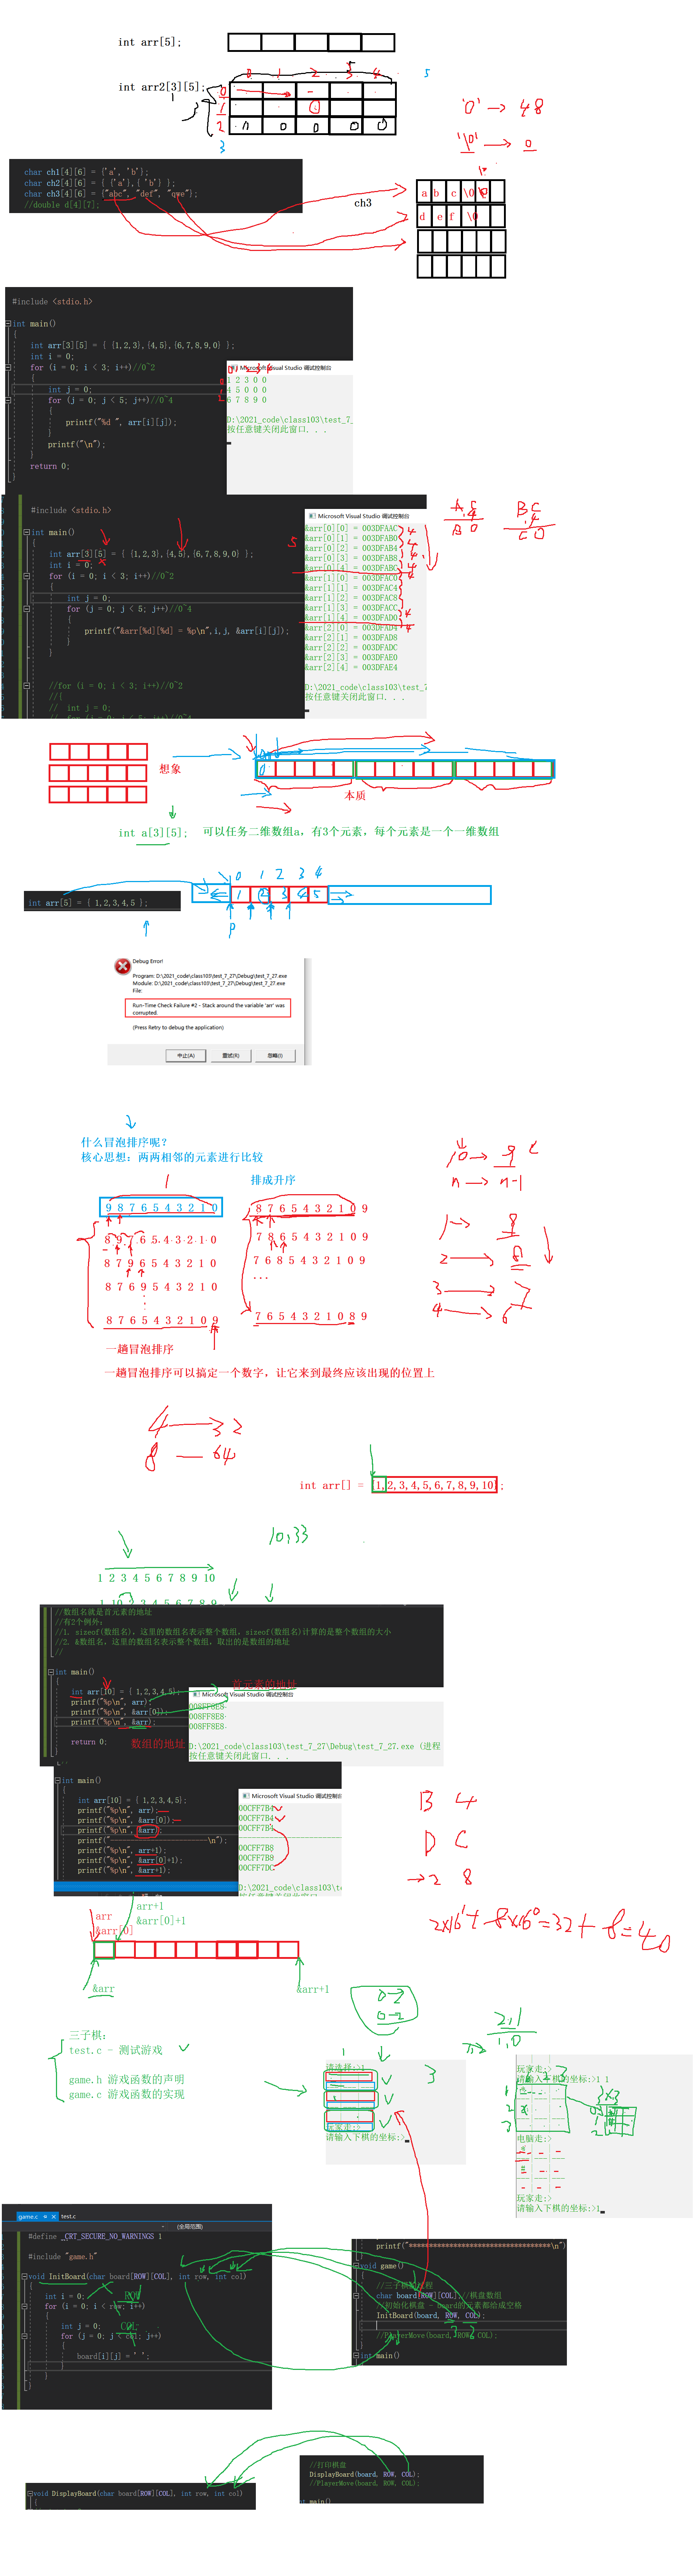 int arr[5];
int arr2[3][5];
0 1 2 3 4
5
5
0
1
2
3
0 0 0 0 0
'0' → 48
'\0' → 0
char ch1[4][6] = {'a', 'b'};
char ch2[4][6] = { {'a'},{ 'b'} };
char ch3[4][6] = {"abc", "def", "qwe"};
//double d[4][7];
ch3
a b c \0
d e f \0
#include <stdio.h>
int main()
{
int arr[3][5] = { {1,2,3},{4,5},{6,7,8,9,0} };
int i = 0;
for (i = 0; i < 3; i++)//0~2
{
int j = 0;
for (j = 0; j < 5; j++)//0~4
{
printf("%d ", arr[i][j]);
}
printf("\n");
}
return 0;
}
Microsoft Visual Studio 调试控制台
1 2 3 0 0
4 5 0 0 0
6 7 8 9 0
D:\2021_code\class103\test_7_
按任意键关闭此窗口. . .
#include <stdio.h>
int main()
{
int arr[3][5] = { {1,2,3},{4,5},{6,7,8,9,0} };
int i = 0;
for (i = 0; i < 3; i++)//0~2
{
int j = 0;
for (j = 0; j < 5; j++)//0~4
{
printf("&arr[%d][%d] = %p\n",i,j, &arr[i][j]);
}
}
//for (i = 0; i < 3; i++)//0~2
//{
// int j = 0;
// for (j = 0; j < 5; j++)//0~4
Microsoft Visual Studio 调试控制台
&arr[0][0] = 003DFAAC
&arr[0][1] = 003DFAB0
&arr[0][2] = 003DFAB4
&arr[0][3] = 003DFAB8
&arr[0][4] = 003DFABC
&arr[1][0] = 003DFAC0
&arr[1][1] = 003DFAC4
&arr[1][2] = 003DFAC8
&arr[1][3] = 003DFACC
&arr[1][4] = 003DFAD0
&arr[2][0] = 003DFAD4
&arr[2][1] = 003DFAD8
&arr[2][2] = 003DFADC
&arr[2][3] = 003DFAE0
&arr[2][4] = 003DFAE4
D:\2021_code\class103\test_7
按任意键关闭此窗口. . .
5
AC
4
B0
BC
4
C0
想象
本质
int a[3][5];
可以任务二维数组a，有3个元素，每个元素是一个一维数组
int arr[5] = { 1,2,3,4,5 };
0 1 2 3 4
1 2 3 4 5
p
Debug Error!
Program: D:\2021_code\class103\test_7_27\Debug\test_7_27.exe
Module: D:\2021_code\class103\test_7_27\Debug\test_7_27.exe
File:
Run-Time Check Failure #2 - Stack around the variable 'arr' was
corrupted.
(Press Retry to debug the application)
中止(A)
重试(R)
忽略(I)
什么冒泡排序呢？
核心思想：两两相邻的元素进行比较
1
排成升序
9 8 7 6 5 4 3 2 1 0
8 9 7 6 5 4 3 2 1 0
8 7 9 6 5 4 3 2 1 0
8 7 6 9 5 4 3 2 1 0
8 7 6 5 4 3 2 1 0 9
8 7 6 5 4 3 2 1 0 9
7 8 6 5 4 3 2 1 0 9
7 6 8 5 4 3 2 1 0 9
...
7 6 5 4 3 2 1 0 8 9
10 → 9
n → n-1
1 → 9
2 → 8
3 → 7
4 → 6
一趟冒泡排序
一趟冒泡排序可以搞定一个数字，让它来到最终应该出现的位置上
4 → 32
8 — 64
int arr[] = {1,2,3,4,5,6,7,8,9,10};
10,33
1 2 3 4 5 6 7 8 9 10
1 10 2 3 4 5 6 7 8 9
//数组名就是首元素的地址
//有2个例外：
//1. sizeof(数组名)，这里的数组名表示整个数组，sizeof(数组名)计算的是整个数组的大小
//2. &数组名，这里的数组名表示整个数组，取出的是数组的地址
//
int main()
{
int arr[10] = { 1,2,3,4,5};
printf("%p\n", arr);
printf("%p\n", &arr[0]);
printf("%p\n", &arr);
return 0;
}
首元素的地址
数组的地址
Microsoft Visual Studio 调试控制台
008FF8E8
008FF8E8
008FF8E8
D:\2021_code\class103\test_7_27\Debug\test_7_27.exe (进程
按任意键关闭此窗口. . .
int main()
{
int arr[10] = { 1,2,3,4,5};
printf("%p\n", arr);
printf("%p\n", &arr[0]);
printf("%p\n", &arr);
printf("------------------------\n");
printf("%p\n", arr+1);
printf("%p\n", &arr[0]+1);
printf("%p\n", &arr+1);
Microsoft Visual Studio 调试控制台
00CFF7B4
00CFF7B4
00CFF7B4
00CFF7B8
00CFF7B8
00CFF7DC
D:\2021_code\class103\te
B 4
D C
→ 2 8
2×16¹ + 8×16⁰ = 32 + 8 = 40
arr
&arr[0]
arr+1
&arr[0]+1
&arr
&arr+1
0-2
0-2
2,1
1,0
三子棋：
test.c - 测试游戏
game.h 游戏函数的声明
game.c 游戏函数的实现
请选择:>1
玩家走:>
请输入下棋的坐标:>
1
3
玩家走:>
请输入下棋的坐标:>1 1
电脑走:>
玩家走:>
请输入下棋的坐标:>1
3×3
game.c
test.c
(全局范围)
#define _CRT_SECURE_NO_WARNINGS 1
#include "game.h"
void InitBoard(char board[ROW][COL], int row, int col)
{
int i = 0;
for (i = 0; i < row; i++)
{
int j = 0;
for (j = 0; j < col; j++)
{
board[i][j] = ' ';
}
}
}
ROW
COL
printf("***********************************\n")
}
void game()
{
char board[ROW][COL];//棋盘数组
//初始化棋盘 - board的元素都给成空格
InitBoard(board, ROW, COL);
3 3
//PlayerMove(board, ROW, COL);
}
int main()
//打印棋盘
DisplayBoard(board, ROW, COL);
//PlayerMove(board, ROW, COL);
int main()
void DisplayBoard(char board[ROW][COL], int row, int col)
{